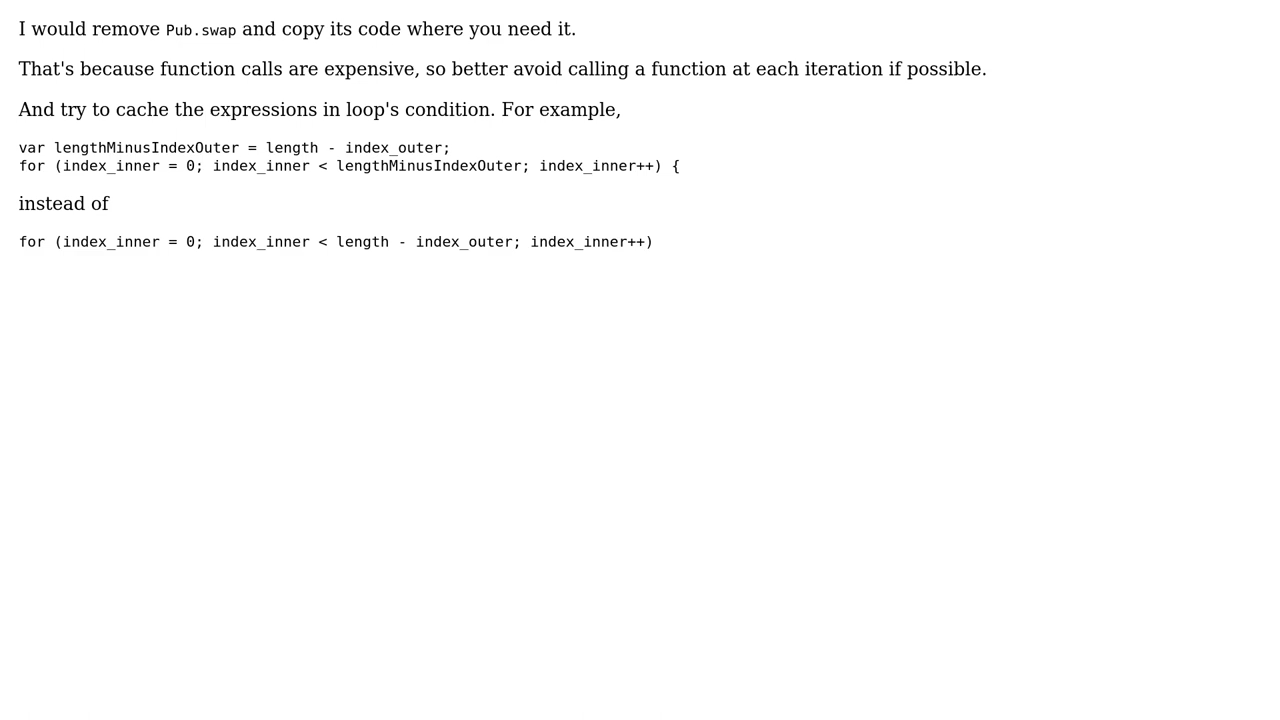 I would remove Pub.swap and copy its code where you need it.
That's because function calls are expensive, so better avoid calling a function at each iteration if possible.
And try to cache the expressions in loop's condition. For example,
var lengthMinusIndexOuter = length - index_outer;
for (index_inner = 0; index_inner < lengthMinusIndexOuter; index_inner++) {
instead of
for (index_inner = 0; index_inner < length - index_outer; index_inner++)